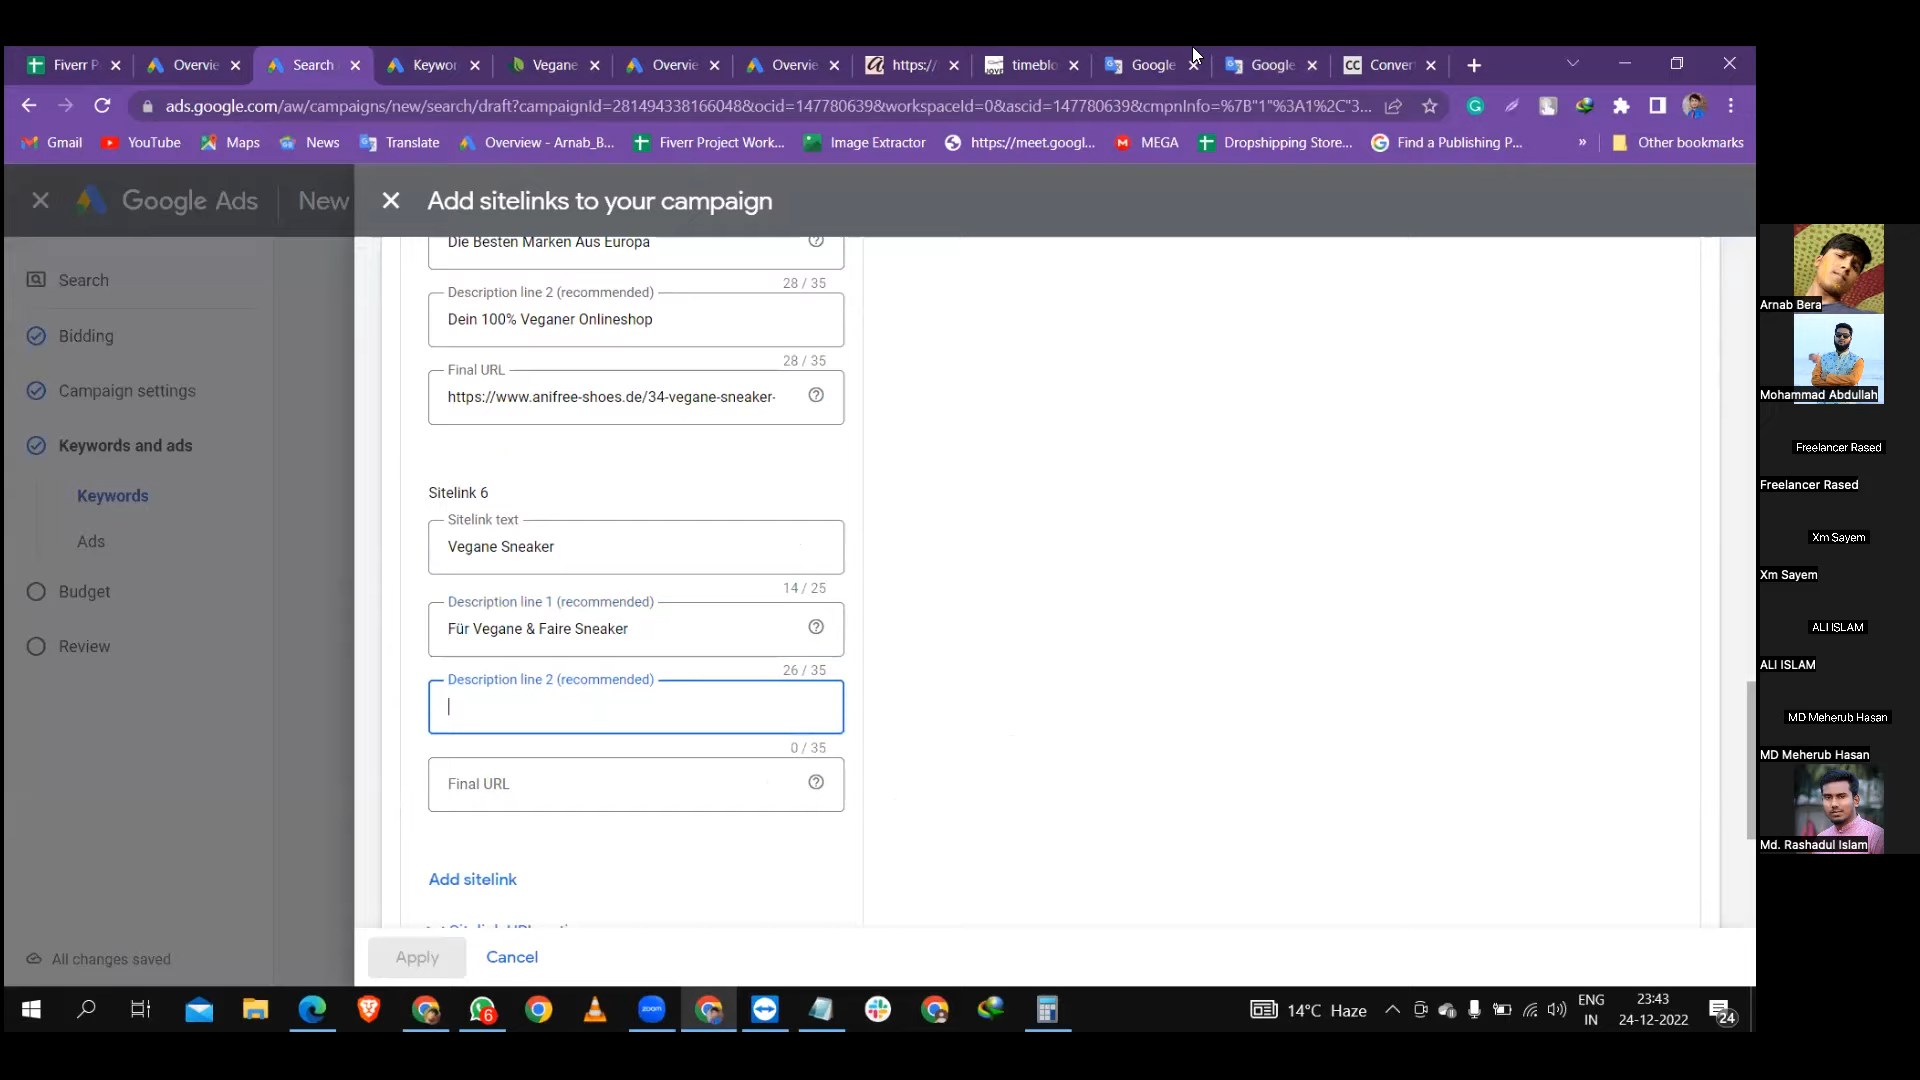 Fiverr P
Overvie
Search
Keywor
Vegane
Overvie
Overvie
https://
timeblo
Google
Google
CC Conver
ads.google.com/aw/campaigns/new/search/draft?campaignId=281494338166048&ocid=147780639&workspaceId=0&ascid=147780639&cmpnInfo=%7B"1"%3A1%2C"3...
Gmail
YouTube
Maps
News
Translate
Overview - Arnab_B...
Fiverr Project Work...
Image Extractor
https://meet.googl...
MEGA
Dropshipping Store...
Find a Publishing P...
»
Other bookmarks
Google Ads
New
Add sitelinks to your campaign
Search
Bidding
Campaign settings
Keywords and ads
Keywords
Ads
Budget
Review
All changes saved
Die Besten Marken Aus Europa
28 / 35
Description line 2 (recommended)
Dein 100% Veganer Onlineshop
28 / 35
Final URL
https://www.anifree-shoes.de/34-vegane-sneaker-
Sitelink 6
Sitelink text
Vegane Sneaker
14 / 25
Description line 1 (recommended)
Für Vegane & Faire Sneaker
26 / 35
Description line 2 (recommended)
0 / 35
Final URL
Add sitelink
Apply
Cancel
Arnab Bera
Mohammad Abdullah
Freelancer Rased
Freelancer Rased
Xm Sayem
Xm Sayem
ALI ISLAM
ALI ISLAM
MD Meherub Hasan
MD Meherub Hasan
Md. Rashadul Islam
6
zoom
14°C Haze
ENG
IN
23:43
24-12-2022
24